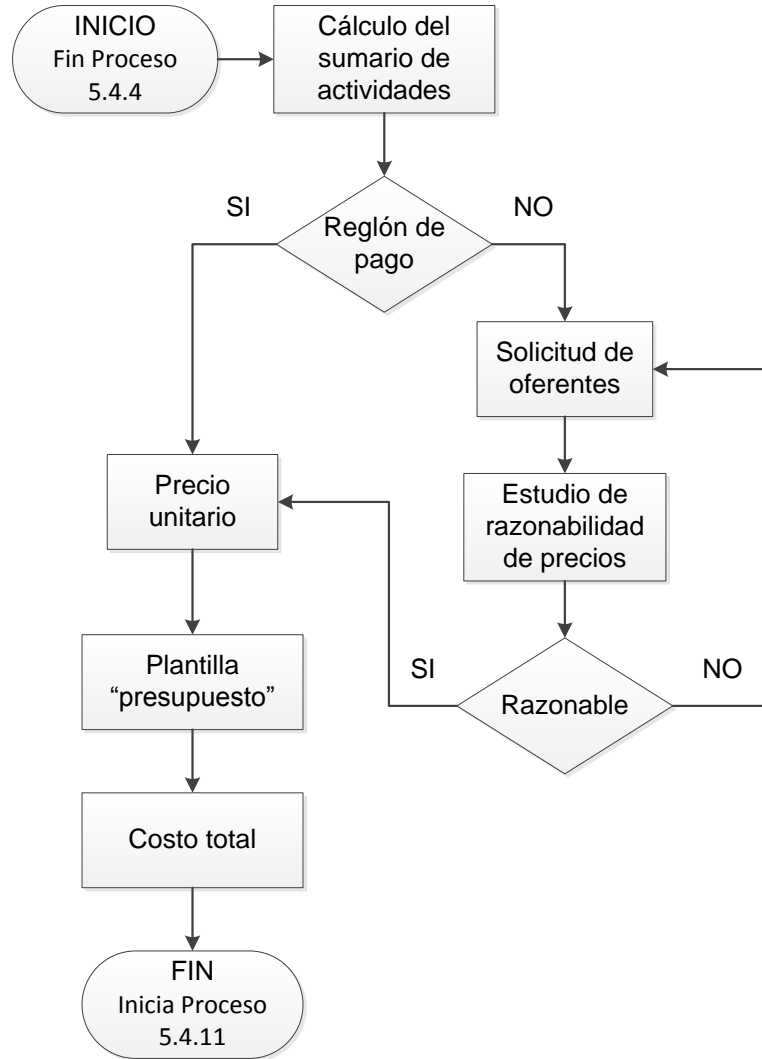 INICIO
Fin Proceso
5.4.4
Cálculo del
sumario de
actividades
SI
NO
Reglón de
pago
Solicitud de
oferentes
Precio
unitario
Estudio de
razonabilidad
de precios
Plantilla
“presupuesto”
SI
NO
Razonable
Costo total
FIN
Inicia Proceso
5.4.11